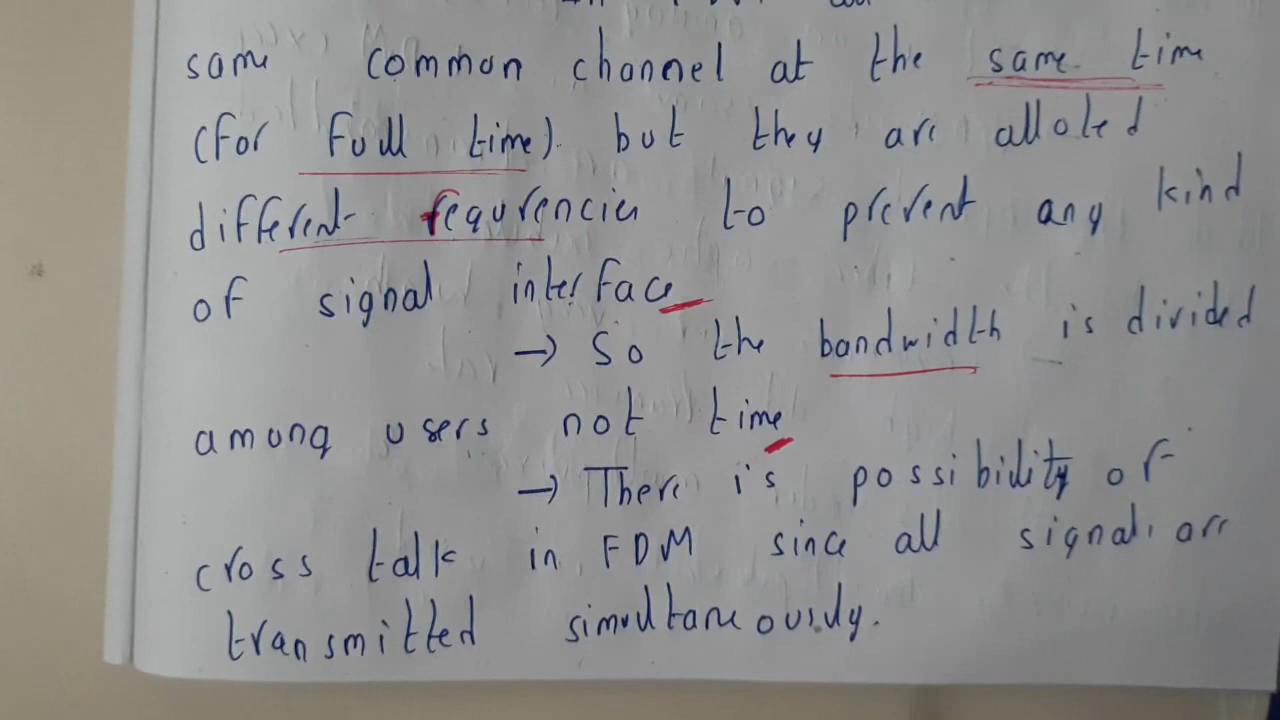 same common channel at the same time
(for full time). but they are alloted
different fequrencies to prevent any kind
of signal interface
→ So the bandwidth is divided
among users not time
→ There is possibility of
cross talk in FDM since all signals are
transmitted simultaneously.